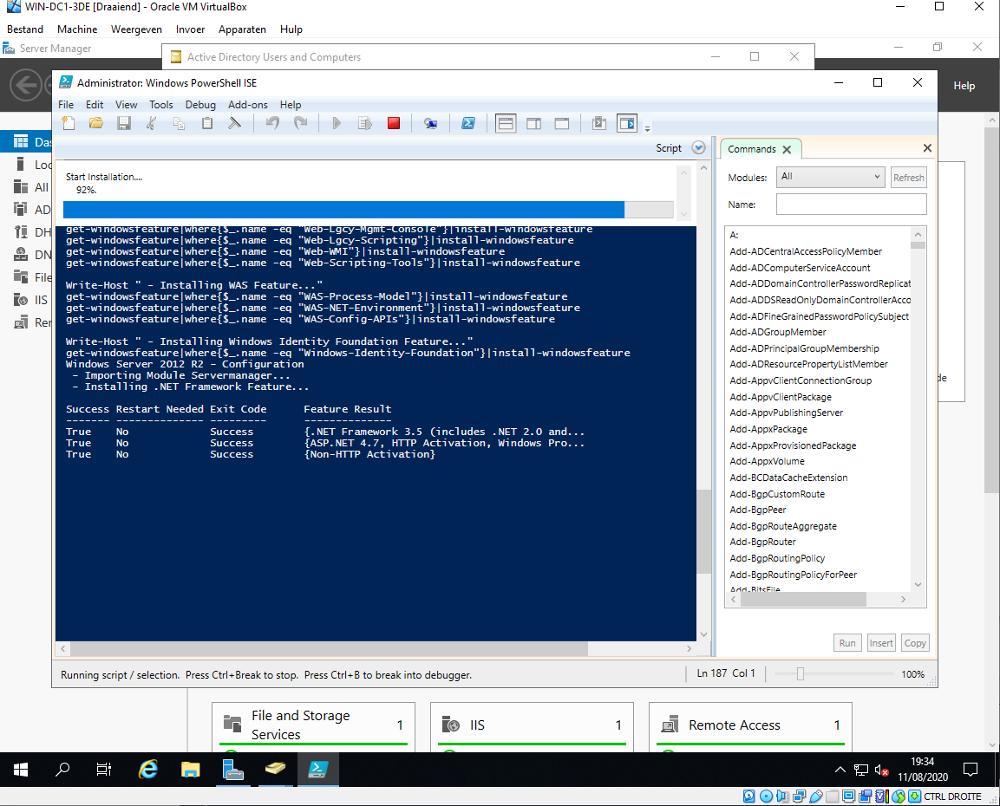 WIN-DC1-3DE [Draaiend] - Oracle VM VirtualBox
Bestand Machine Weergeven Invoer Apparaten Hulp
Server Manager
Active Directory Users and Computers
Help
Administrator: Windows PowerShell ISE
File Edit View Tools Debug Add-ons Help
Script
Start Installation....
92%.
get-windowsfeature|where{$_.name -eq "Web-Lgcy-Mgmt-Console"}|install-windowsfeature
get-windowsfeature|where{$_.name -eq "Web-Lgcy-Scripting"}|install-windowsfeature
get-windowsfeature|where{$_.name -eq "Web-WMI"}|install-windowsfeature
get-windowsfeature|where{$_.name -eq "Web-Scripting-Tools"}|install-windowsfeature
Write-Host " - Installing WAS Feature..."
get-windowsfeature|where{$_.name -eq "WAS-Process-Model"}|install-windowsfeature
get-windowsfeature|where{$_.name -eq "WAS-NET-Environment"}|install-windowsfeature
get-windowsfeature|where{$_.name -eq "WAS-Config-APIs"}|install-windowsfeature
Write-Host " - Installing Windows Identity Foundation Feature..."
get-windowsfeature|where{$_.name -eq "Windows-Identity-Foundation"}|install-windowsfeature
Windows Server 2012 R2 - Configuration
- Importing Module Servermanager...
- Installing .NET Framework Feature...
Success Restart Needed Exit Code Feature Result
------- -------------- --------- --------------
True No Success {.NET Framework 3.5 (includes .NET 2.0 and...
True No Success {ASP.NET 4.7, HTTP Activation, Windows Pro...
True No Success {Non-HTTP Activation}
Running script / selection. Press Ctrl+Break to stop. Press Ctrl+B to break into debugger.
Ln 187 Col 1
100%
Commands
Modules: All Refresh
Name:
A:
Add-ADCentralAccessPolicyMember
Add-ADComputerServiceAccount
Add-ADDomainControllerPasswordReplicat
Add-ADDSReadOnlyDomainControllerAcco
Add-ADFineGrainedPasswordPolicySubject
Add-ADGroupMember
Add-ADPrincipalGroupMembership
Add-ADResourcePropertyListMember
Add-AppvClientConnectionGroup
Add-AppvClientPackage
Add-AppvPublishingServer
Add-AppxPackage
Add-AppxProvisionedPackage
Add-AppxVolume
Add-BCDataCacheExtension
Add-BgpCustomRoute
Add-BgpPeer
Add-BgpRouteAggregate
Add-BgpRouter
Add-BgpRoutingPolicy
Add-BgpRoutingPolicyForPeer
Add-BitsFile
Run Insert Copy
Das
Loc
All
AD
DH
DN
File
IIS
Rer
de
File and Storage Services 1
IIS 1
Remote Access 1
19:34
11/08/2020
CTRL DROITE